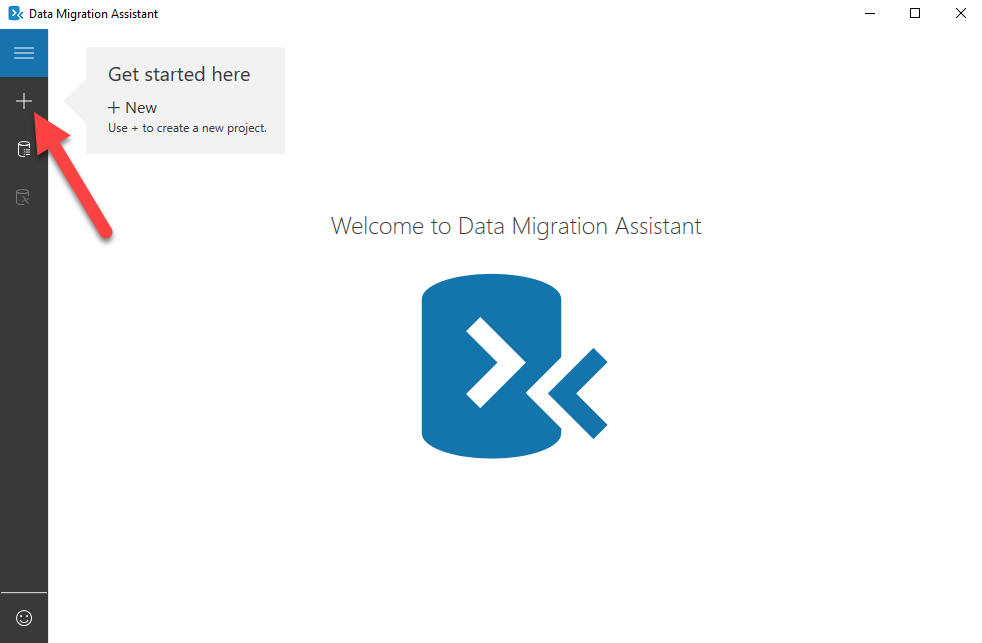 Data Migration Assistant
Get started here
+ New
Use + to create a new project.
Welcome to Data Migration Assistant